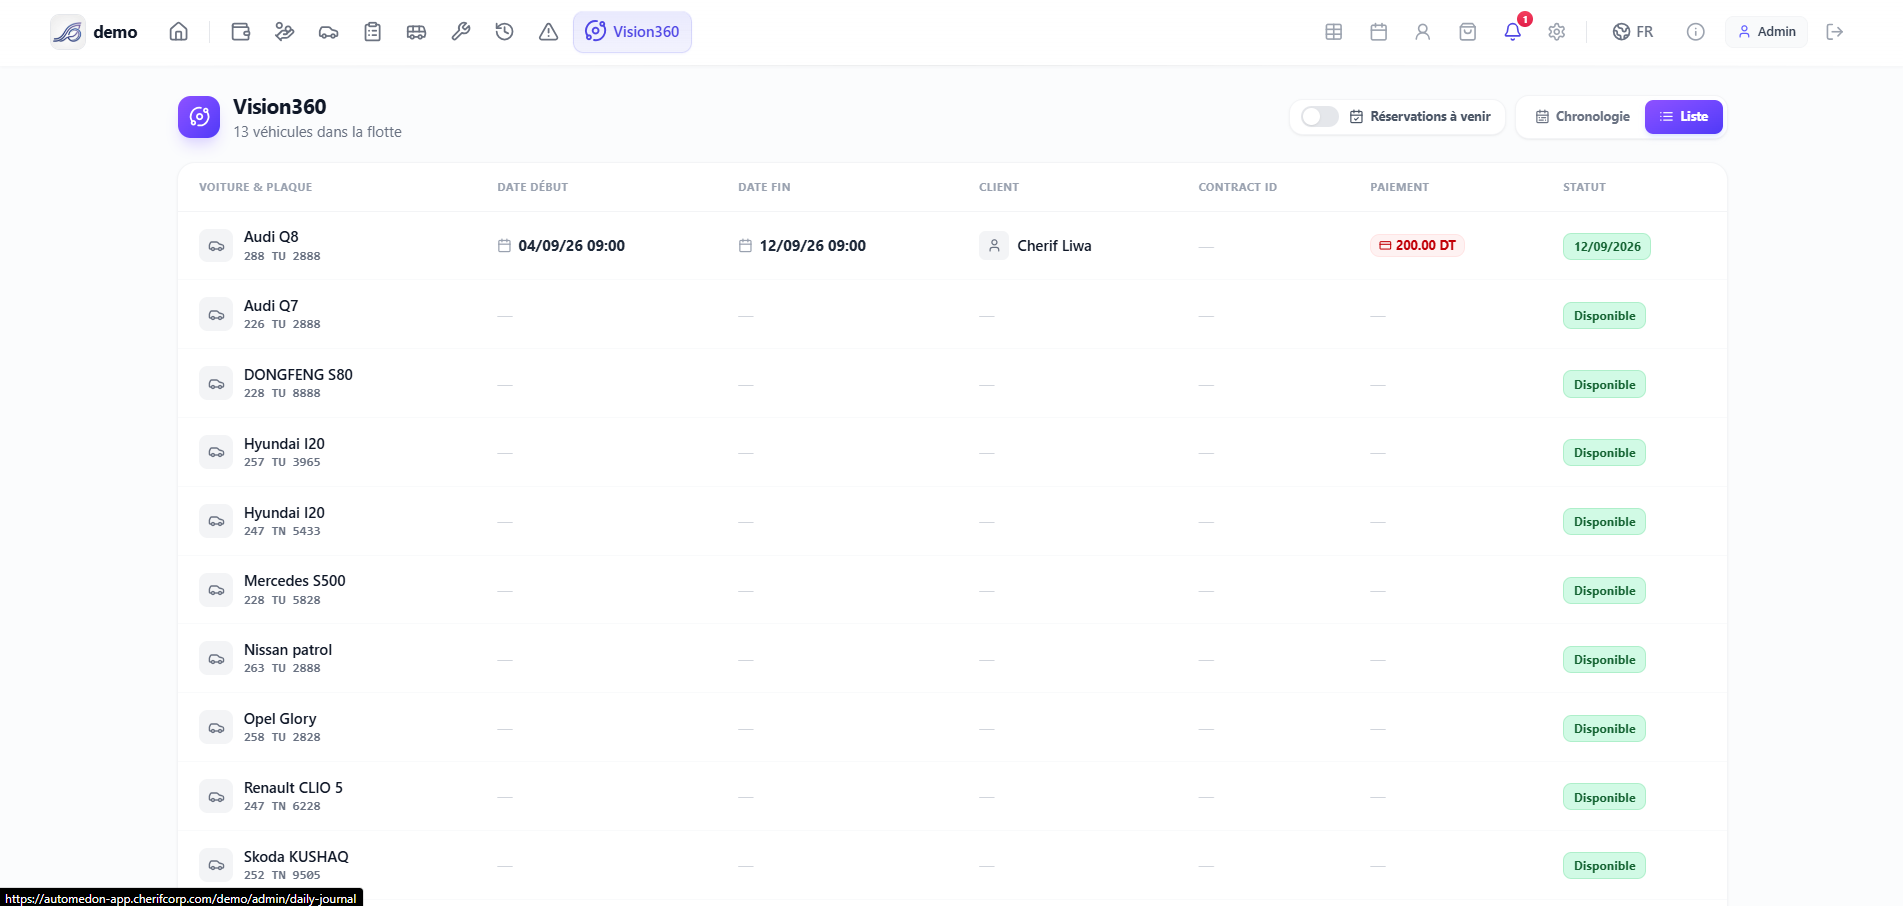 demo
Vision360
1
FR
Admin
Vision360
13 véhicules dans la flotte
Réservations à venir
Chronologie
Liste
VOITURE & PLAQUE DATE DÉBUT DATE FIN CLIENT CONTRACT ID PAIEMENT STATUT
Audi Q8
288 TU 2888
04/09/26 09:00 12/09/26 09:00 Cherif Liwa — 200.00 DT 12/09/2026
Audi Q7
226 TU 2888
— — — — — Disponible
DONGFENG S80
228 TU 8888
— — — — — Disponible
Hyundai I20
257 TU 3965
— — — — — Disponible
Hyundai I20
247 TN 5433
— — — — — Disponible
Mercedes S500
228 TU 5828
— — — — — Disponible
Nissan patrol
263 TU 2888
— — — — — Disponible
Opel Glory
258 TU 2828
— — — — — Disponible
Renault CLIO 5
247 TN 6228
— — — — — Disponible
Skoda KUSHAQ
252 TN 9505
— — — — — Disponible
https://automedon-app.cherifcorp.com/demo/admin/daily-journal